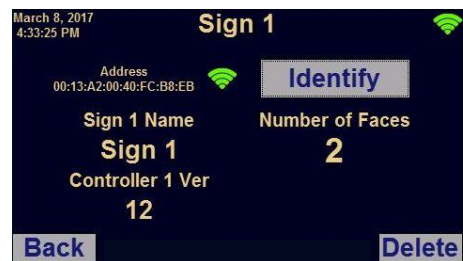 March 8, 2017
4:33:25 PM
Sign 1
Address
00:13:A2:00:40:FC:B8:EB
Identify
Sign 1 Name
Number of Faces
Sign 1
2
Controller 1 Ver
12
Back
Delete